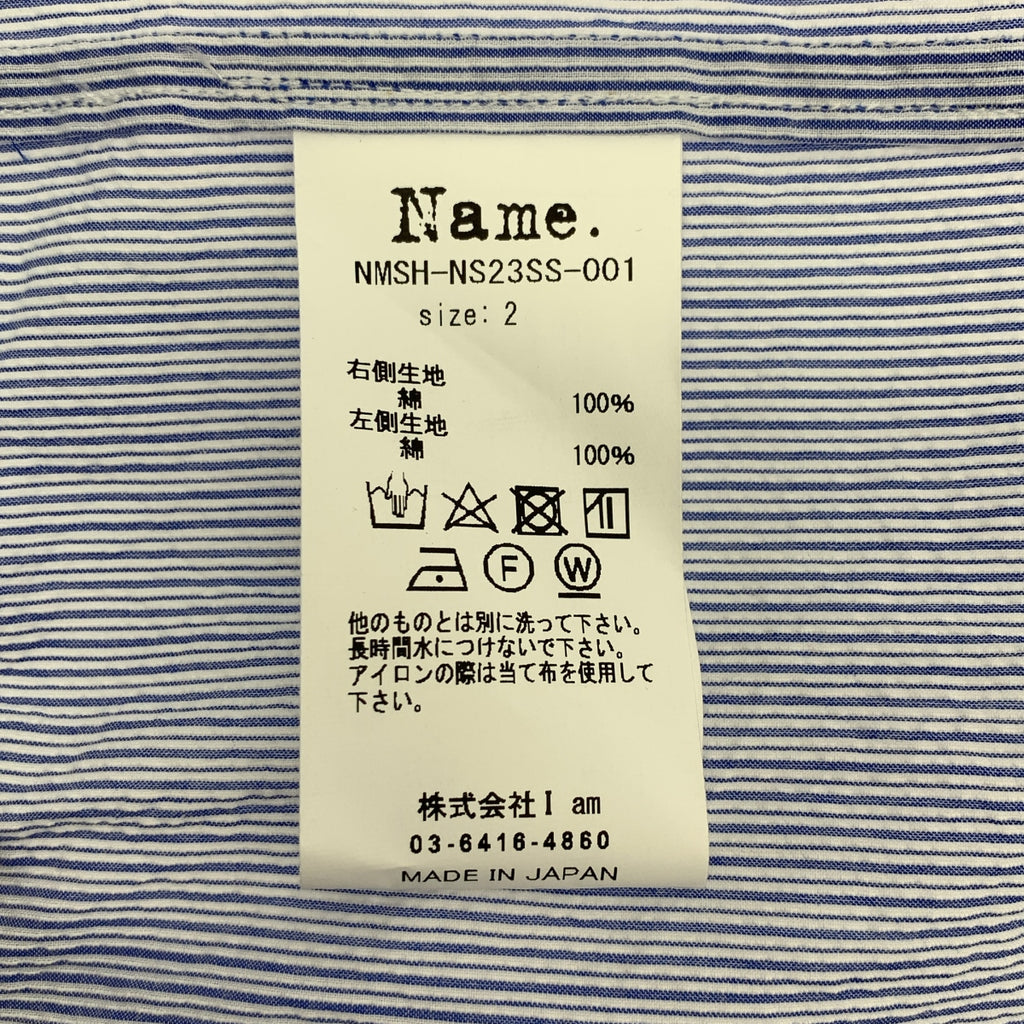 Name.
NMSH-NS23SS-001
size: 2
右側生地
綿 100%
左側生地
綿 100%
F W
他のものとは別に洗って下さい。
長時間水につけないで下さい。
アイロンの際は当て布を使用して
下さい。
株式会社I am
03-6416-4860
MADE IN JAPAN